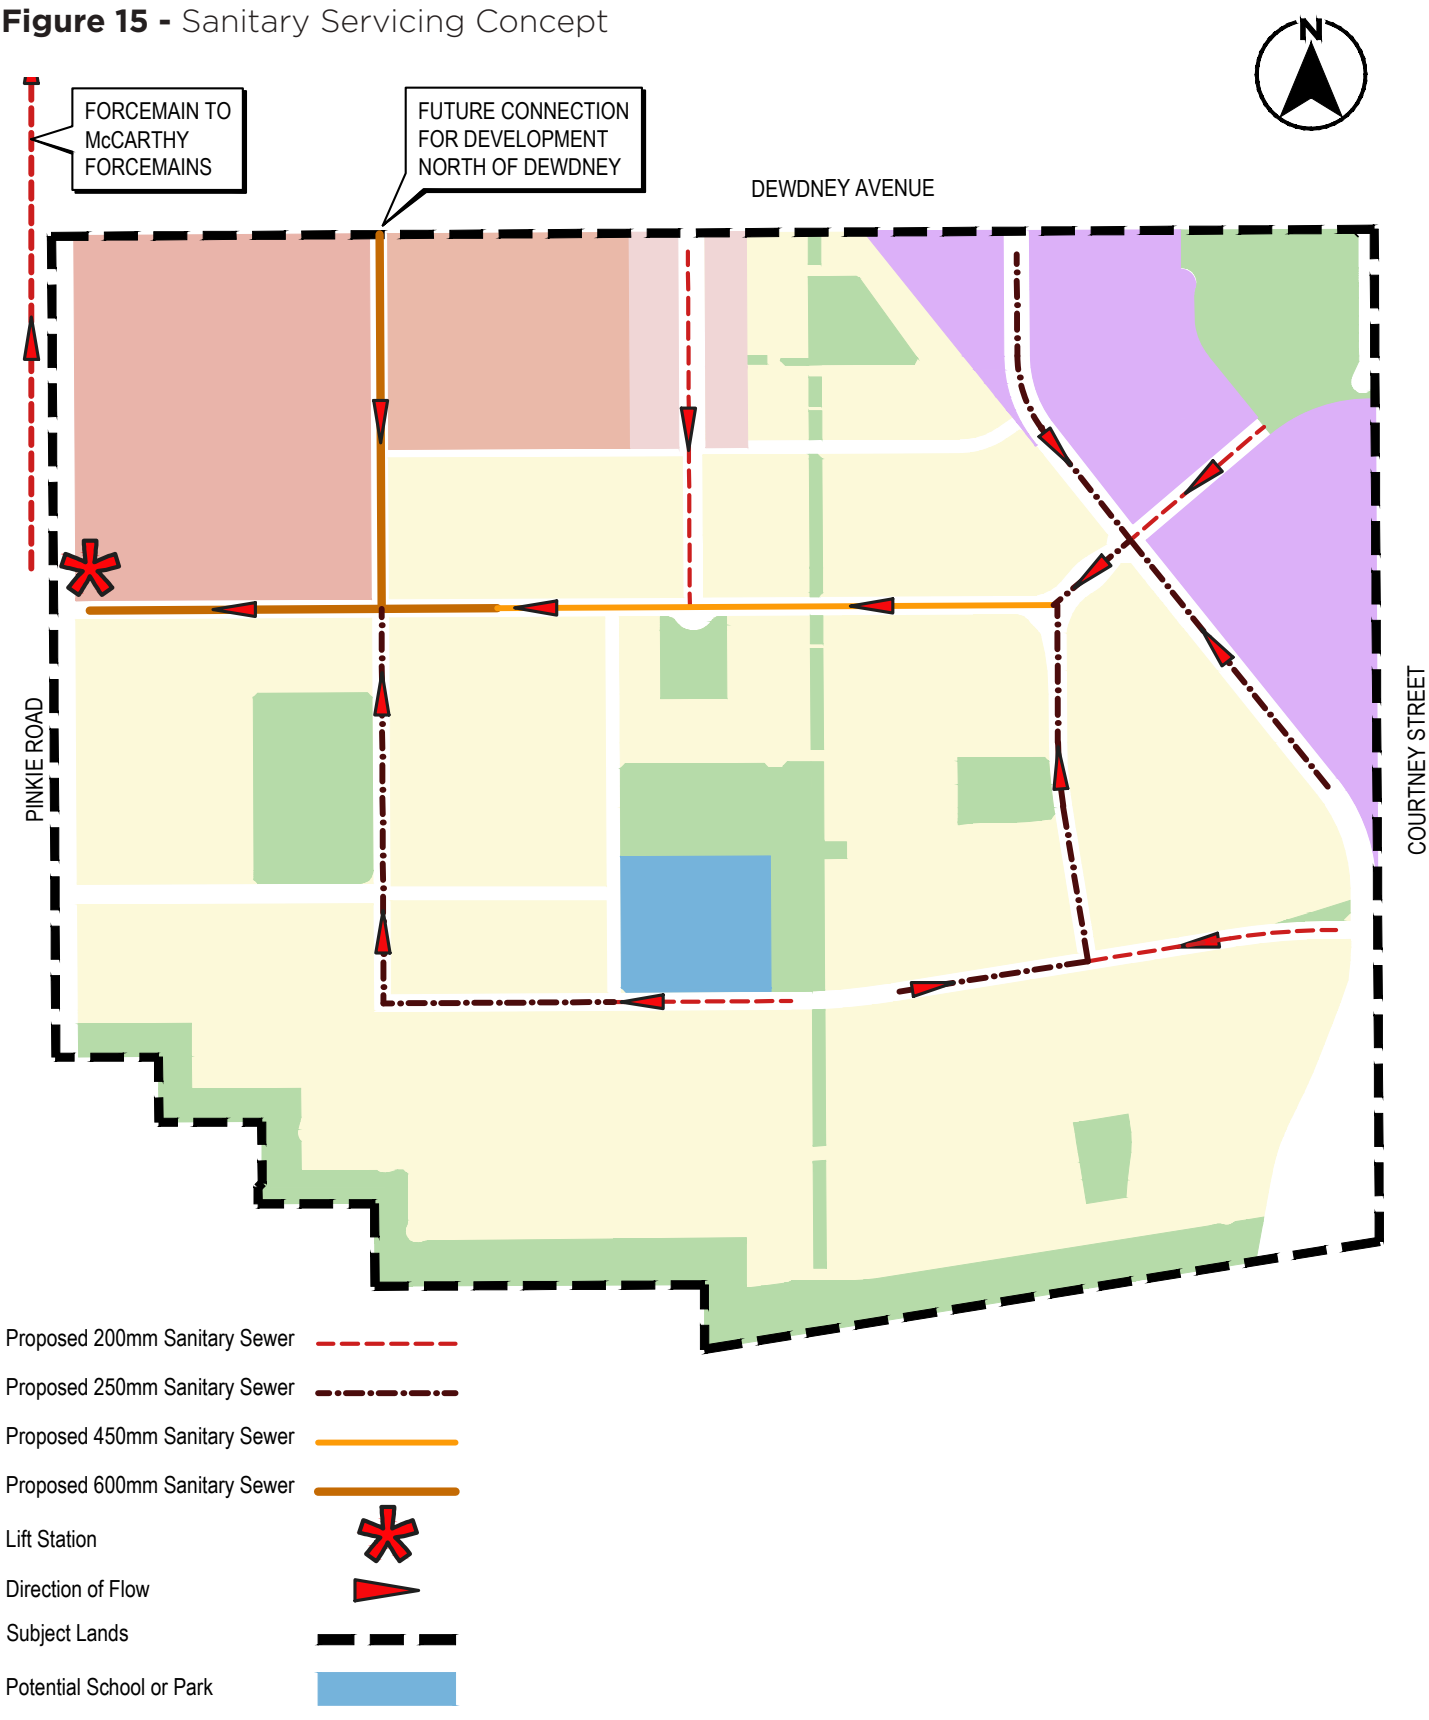 Figure 15 - Sanitary Servicing Concept
N
FORCEMAIN TO
McCARTHY
FORCEMAINS
FUTURE CONNECTION
FOR DEVELOPMENT
NORTH OF DEWDNEY
DEWDNEY AVENUE
PINKIE ROAD
COURTNEY STREET
Proposed 200mm Sanitary Sewer
Proposed 250mm Sanitary Sewer
Proposed 450mm Sanitary Sewer
Proposed 600mm Sanitary Sewer
Lift Station
Direction of Flow
Subject Lands
Potential School or Park